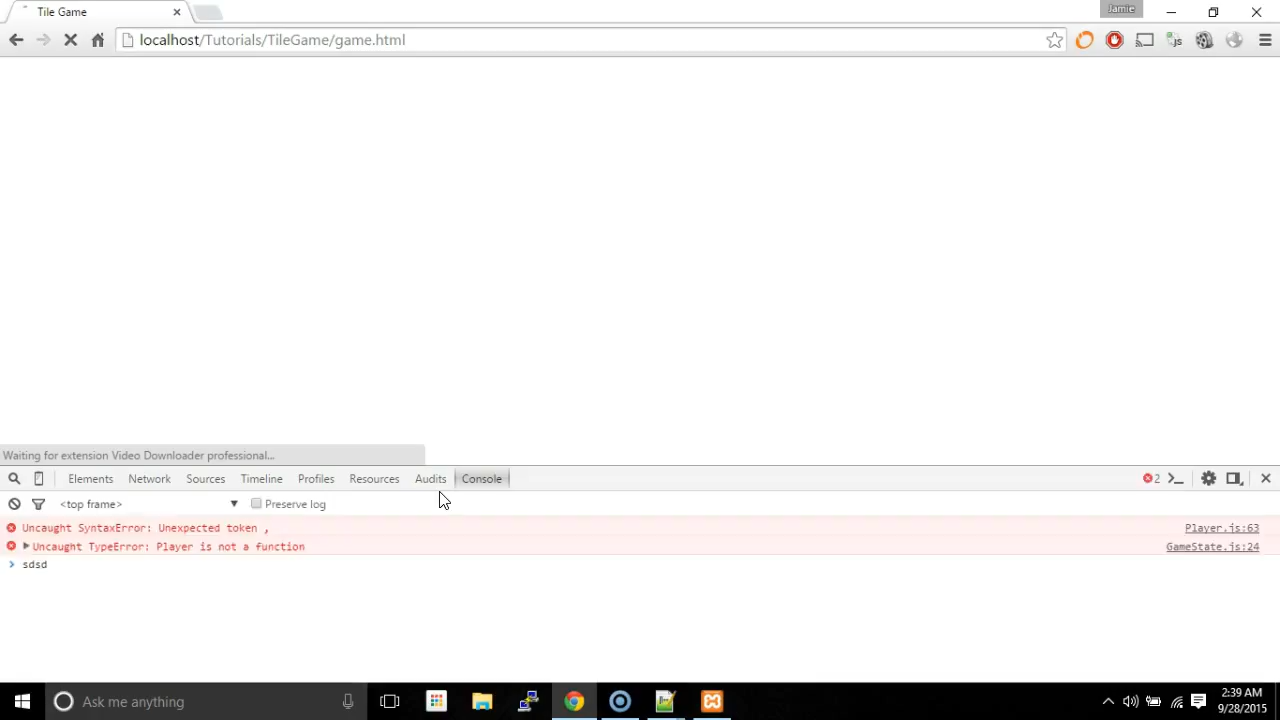 Tile Game
Jamie
localhost/Tutorials/TileGame/game.html
js
Waiting for extension Video Downloader professional...
Elements Network Sources Timeline Profiles Resources Audits Console 2
<top frame> Preserve log
Uncaught SyntaxError: Unexpected token , Player.js:63
Uncaught TypeError: Player is not a function GameState.js:24
sdsd
Ask me anything
2:39 AM
9/28/2015